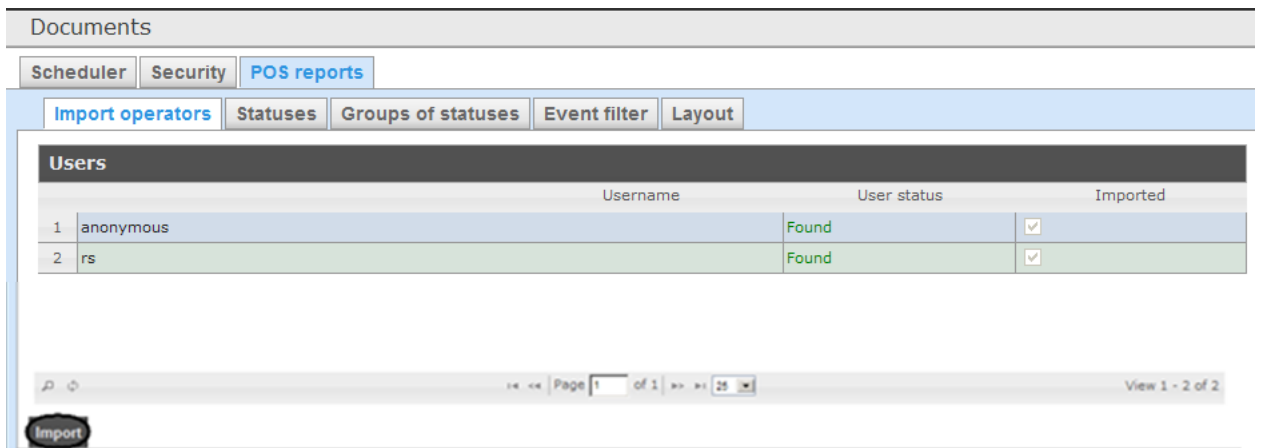 Documents
Scheduler Security POS reports
Import operators Statuses Groups of statuses Event filter Layout
Users
Username User status Imported
1 anonymous Found
2 rs Found
Page 1 of 1 25 View 1 - 2 of 2
Import